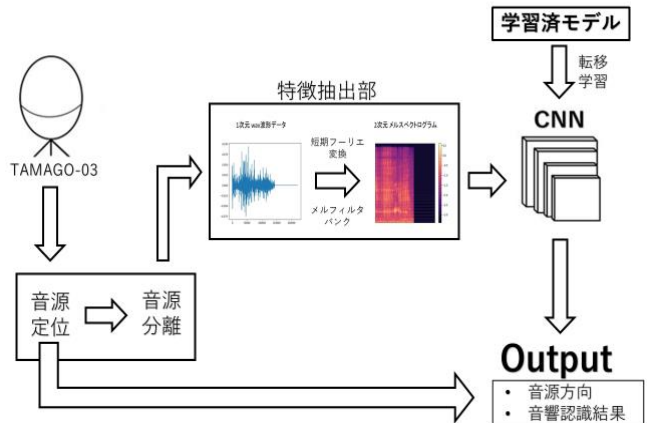 学習済モデル
転移
学習
特徴抽出部
CNN
1次元 wav波形データ
短期フーリエ
変換
2次元 メルスペクトログラム
メルフィルタ
バンク
TAMAGO-03
音源
定位
音源
分離
Output
• 音源方向
• 音響認識結果